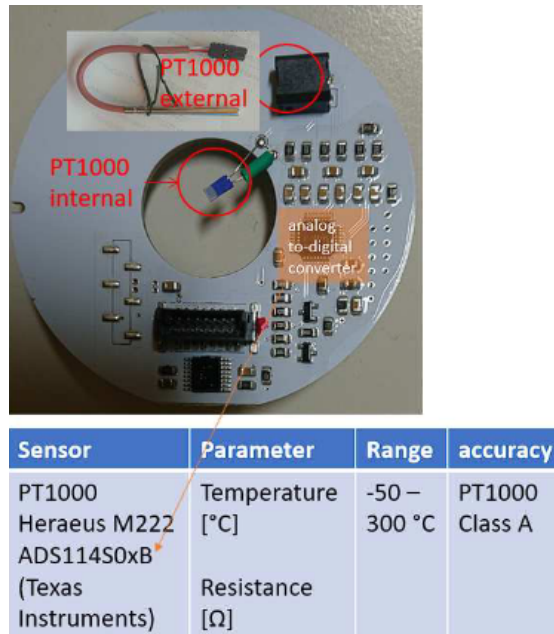 PT1000
external
PT1000
internal
analog
-to-digital
converter
Sensor
Parameter
Range
accuracy
PT1000
Heraeus M222
ADS114S0xB
(Texas
Instruments)
Temperature
[°C]
Resistance
[Ω]
-50 –
300 °C
PT1000
Class A